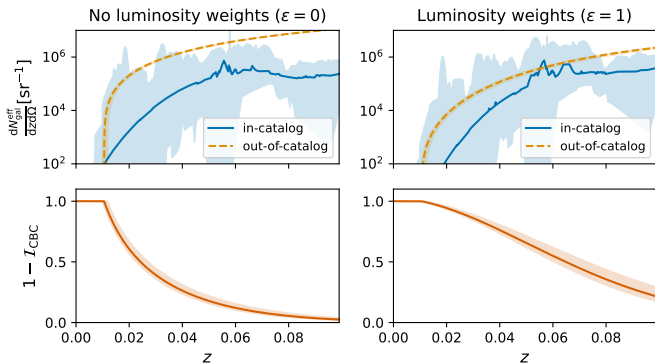 No luminosity weights (ε = 0)
Luminosity weights (ε = 1)
dN_gal^eff/dzdΩ [sr⁻¹]
10⁶
10⁴
10²
in-catalog
out-of-catalog
10⁶
10⁴
10²
in-catalog
out-of-catalog
1 − 𝓘_CBC
1.0
0.5
0.0
0.00 0.02 0.04 0.06 0.08
z
1.0
0.5
0.0
0.00 0.02 0.04 0.06 0.08
z